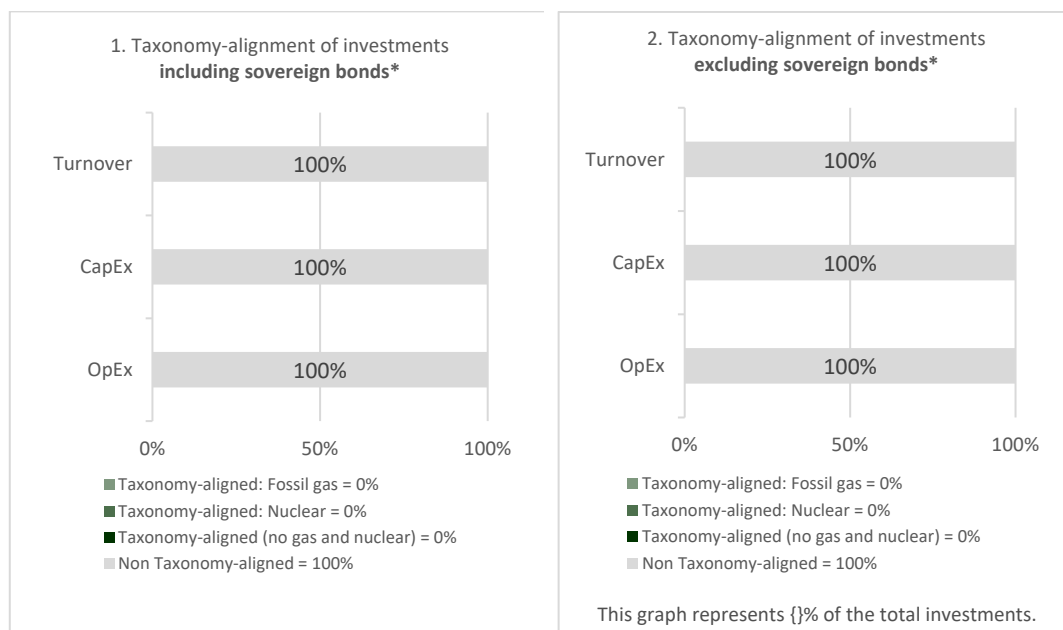 1. Taxonomy-alignment of investments
including sovereign bonds*
Turnover
100%
CapEx
100%
OpEx
100%
0%
50%
100%
Taxonomy-aligned: Fossil gas = 0%
Taxonomy-aligned: Nuclear = 0%
Taxonomy-aligned (no gas and nuclear) = 0%
Non Taxonomy-aligned = 100%
2. Taxonomy-alignment of investments
excluding sovereign bonds*
Turnover
100%
CapEx
100%
OpEx
100%
0%
50%
100%
Taxonomy-aligned: Fossil gas = 0%
Taxonomy-aligned: Nuclear = 0%
Taxonomy-aligned (no gas and nuclear) = 0%
Non Taxonomy-aligned = 100%
This graph represents {}% of the total investments.